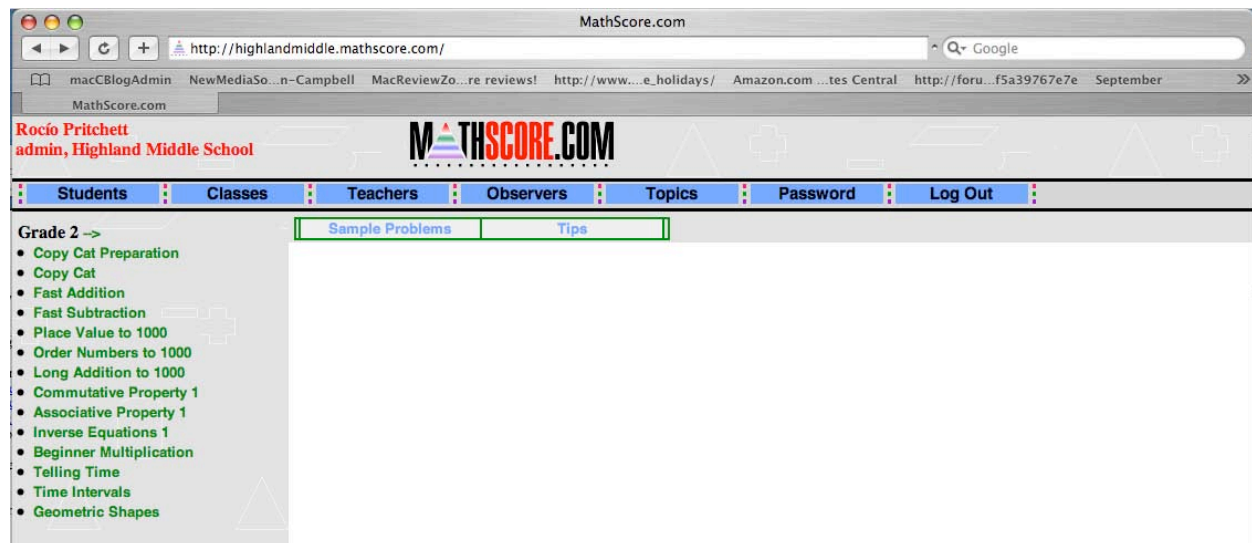 MathScore.com
http://highlandmiddle.mathscore.com/
Google
macCBlogAdmin NewMediaSo...n-Campbell MacReviewZo...re reviews! http://www....e_holidays/ Amazon.com ...tes Central http://foru...f5a39767e7e September »
MathScore.com
Rocío Pritchett
admin, Highland Middle School
MATHSCORE.COM
Students Classes Teachers Observers Topics Password Log Out
Sample Problems Tips
Grade 2 -->
• Copy Cat Preparation
• Copy Cat
• Fast Addition
• Fast Subtraction
• Place Value to 1000
• Order Numbers to 1000
• Long Addition to 1000
• Commutative Property 1
• Associative Property 1
• Inverse Equations 1
• Beginner Multiplication
• Telling Time
• Time Intervals
• Geometric Shapes